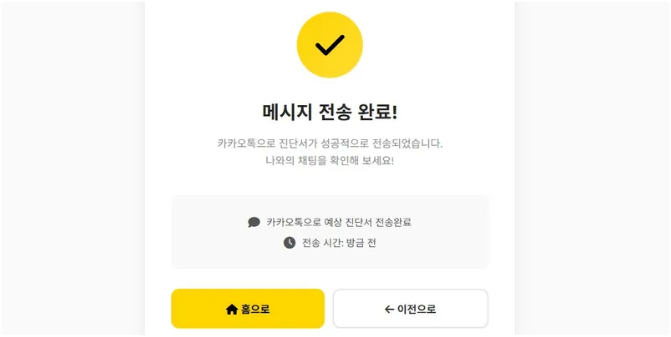 메시지 전송 완료!
카카오톡으로 진단서가 성공적으로 전송되었습니다.
나와의 채팅을 확인해 보세요!
카카오톡으로 예상 진단서 전송완료
전송 시간: 방금 전
홈으로
이전으로